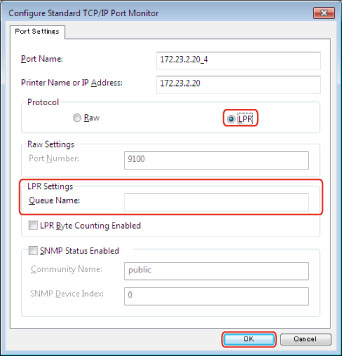 Configure Standard TCP/IP Port Monitor
Port Settings
Port Name: 172.23.2.20_4
Printer Name or IP Address: 172.23.2.20
Protocol
Raw LPR
Raw Settings
Port Number: 9100
LPR Settings
Queue Name:
LPR Byte Counting Enabled
SNMP Status Enabled
Community Name: public
SNMP Device Index: 0
OK Cancel